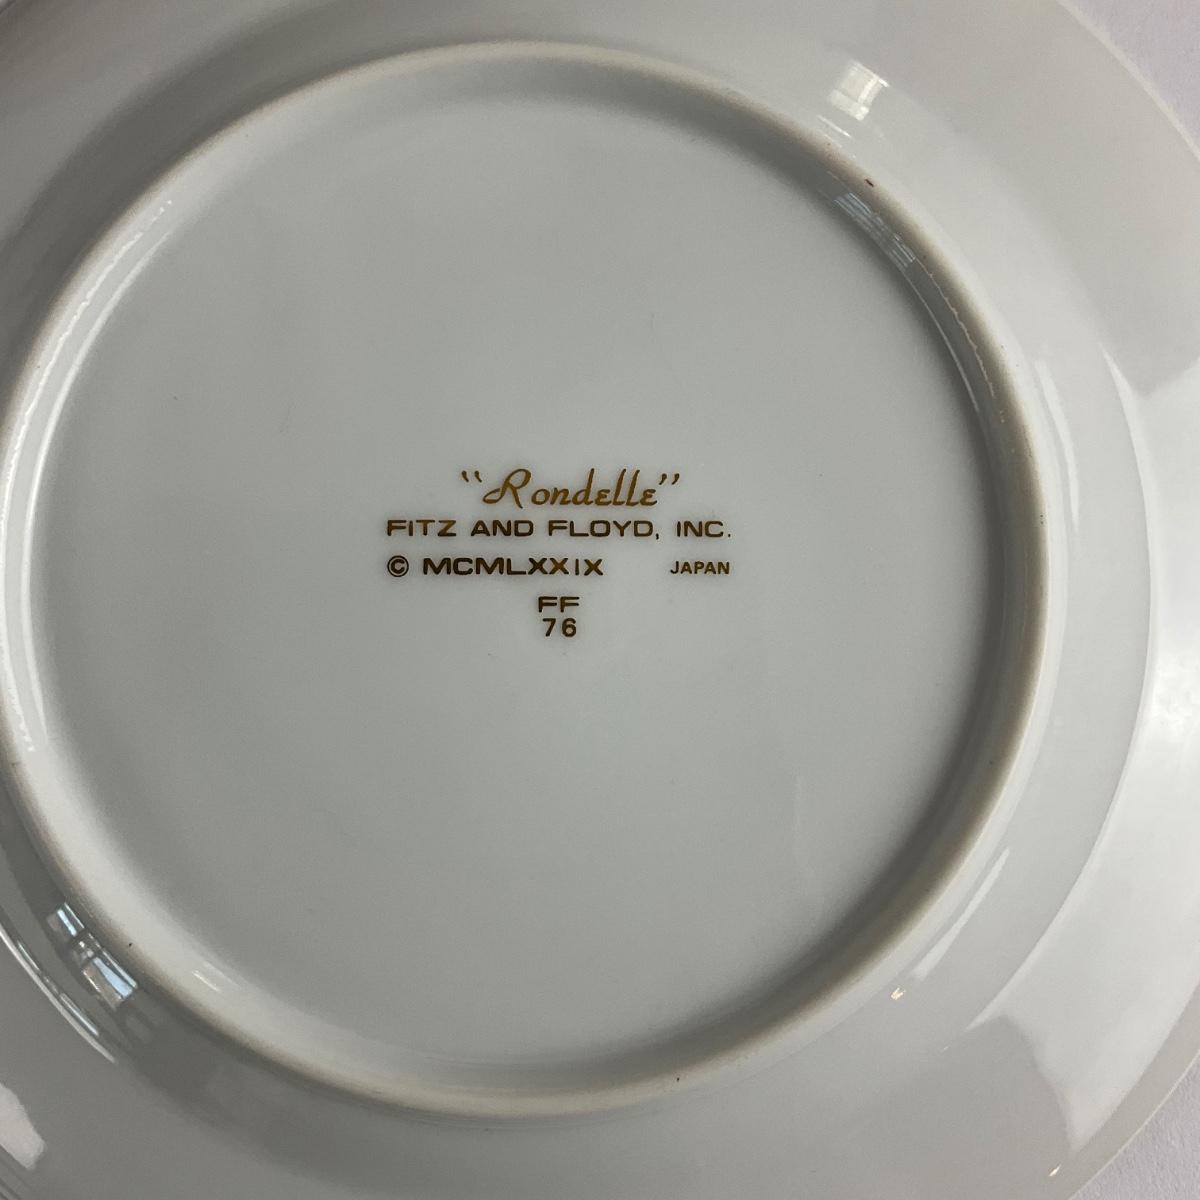 "Rondelle"
FITZ AND FLOYD, INC.
© MCMLXXIX JAPAN
FF
76